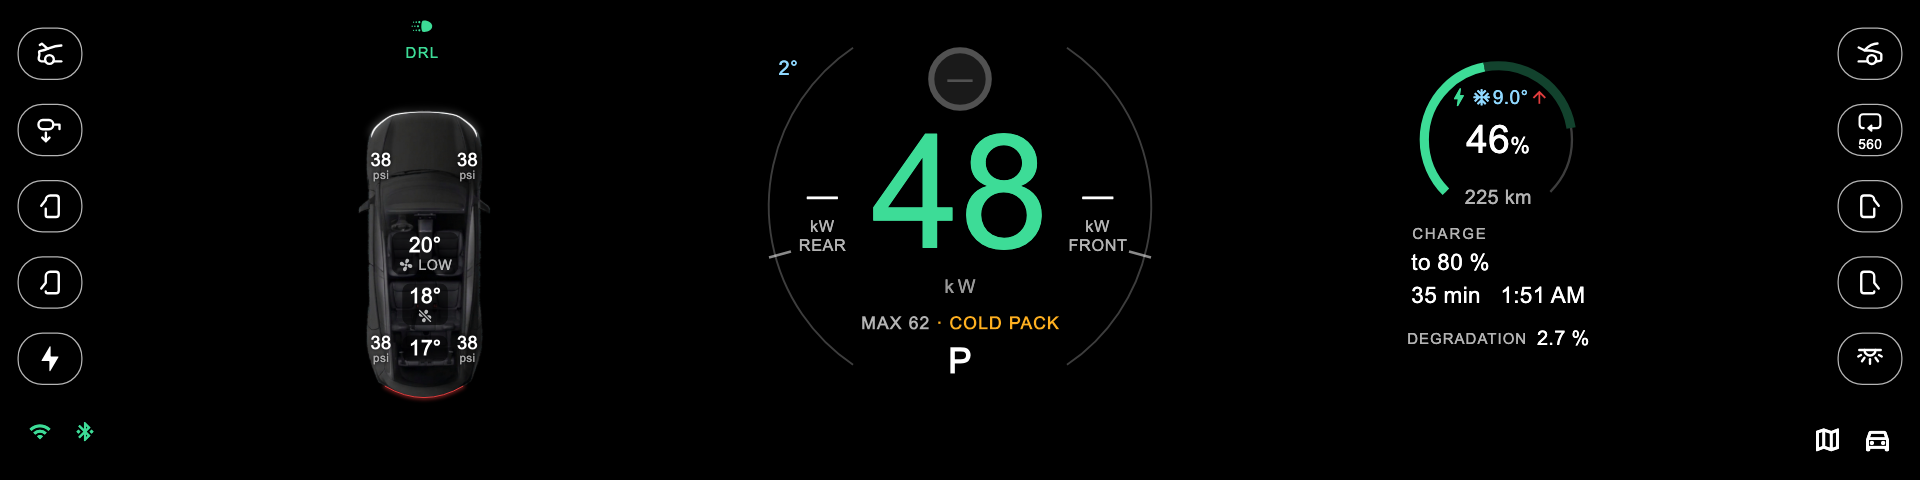 DRL
38 psi
38 psi
20°
LOW
18°
38 psi
17°
38 psi
2°
— kW REAR
48
— kW FRONT
kW
MAX 62 · COLD PACK
P
9.0°
46%
225 km
CHARGE
to 80 %
35 min 1:51 AM
DEGRADATION 2.7 %
560